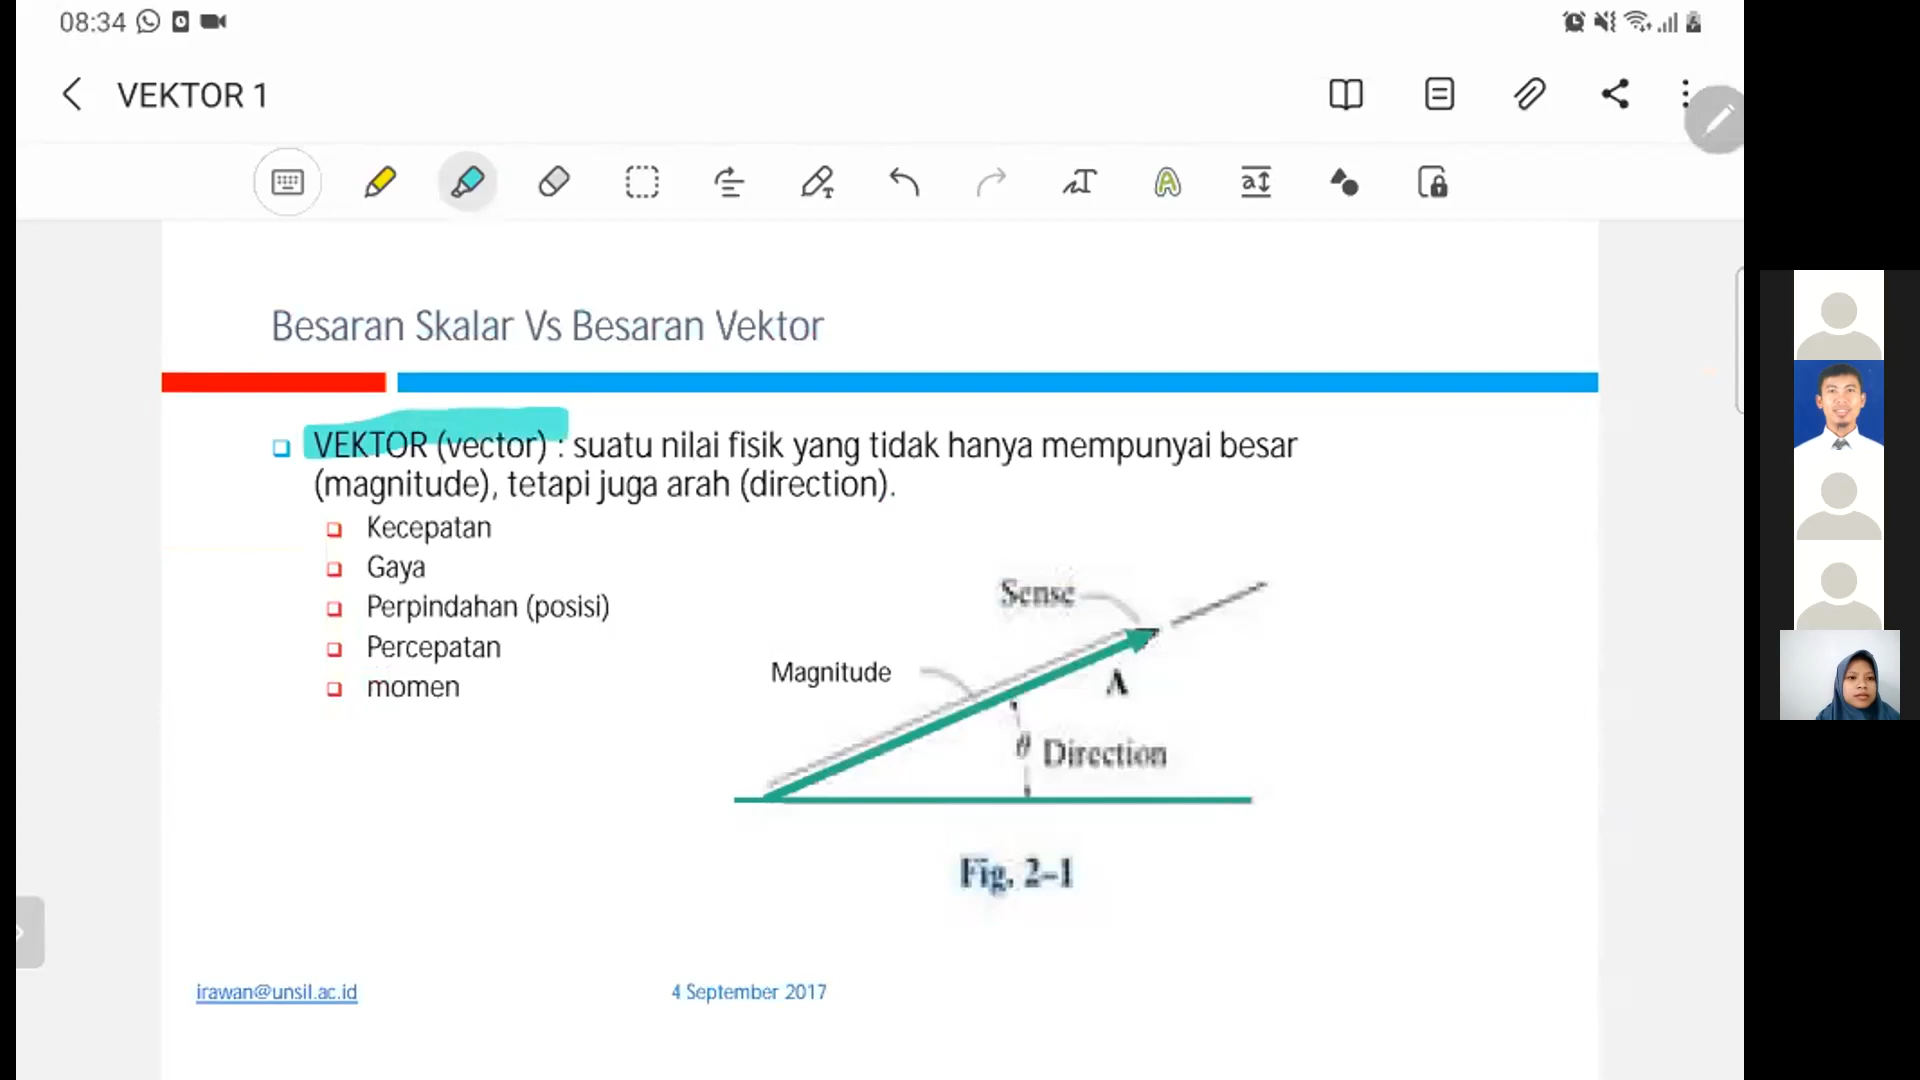 08:34
VEKTOR 1
Besaran Skalar Vs Besaran Vektor
VEKTOR (vector) : suatu nilai fisik yang tidak hanya mempunyai besar
(magnitude), tetapi juga arah (direction).
Kecepatan
Gaya
Perpindahan (posisi)
Percepatan
momen
Sense
Magnitude
A
θ Direction
Fig. 2–1
irawan@unsil.ac.id
4 September 2017